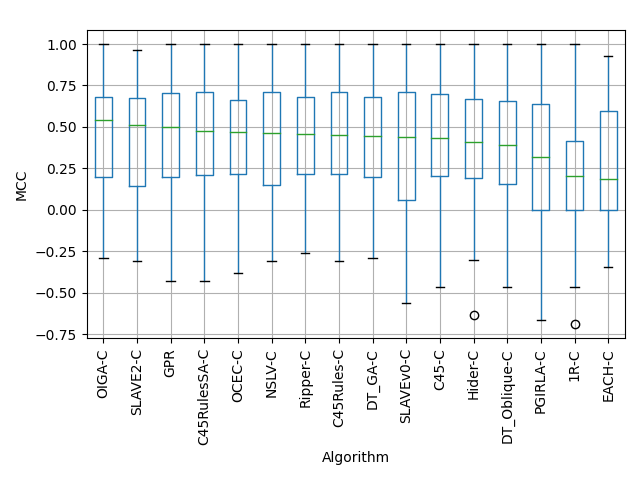 1.00
0.75
0.50
0.25
0.00
−0.25
−0.50
−0.75
MCC
OIGA-C
SLAVE2-C
GPR
C45RulesSA-C
OCEC-C
NSLV-C
Ripper-C
C45Rules-C
DT_GA-C
SLAVEv0-C
C45-C
Hider-C
DT_Oblique-C
PGIRLA-C
1R-C
EACH-C
Algorithm